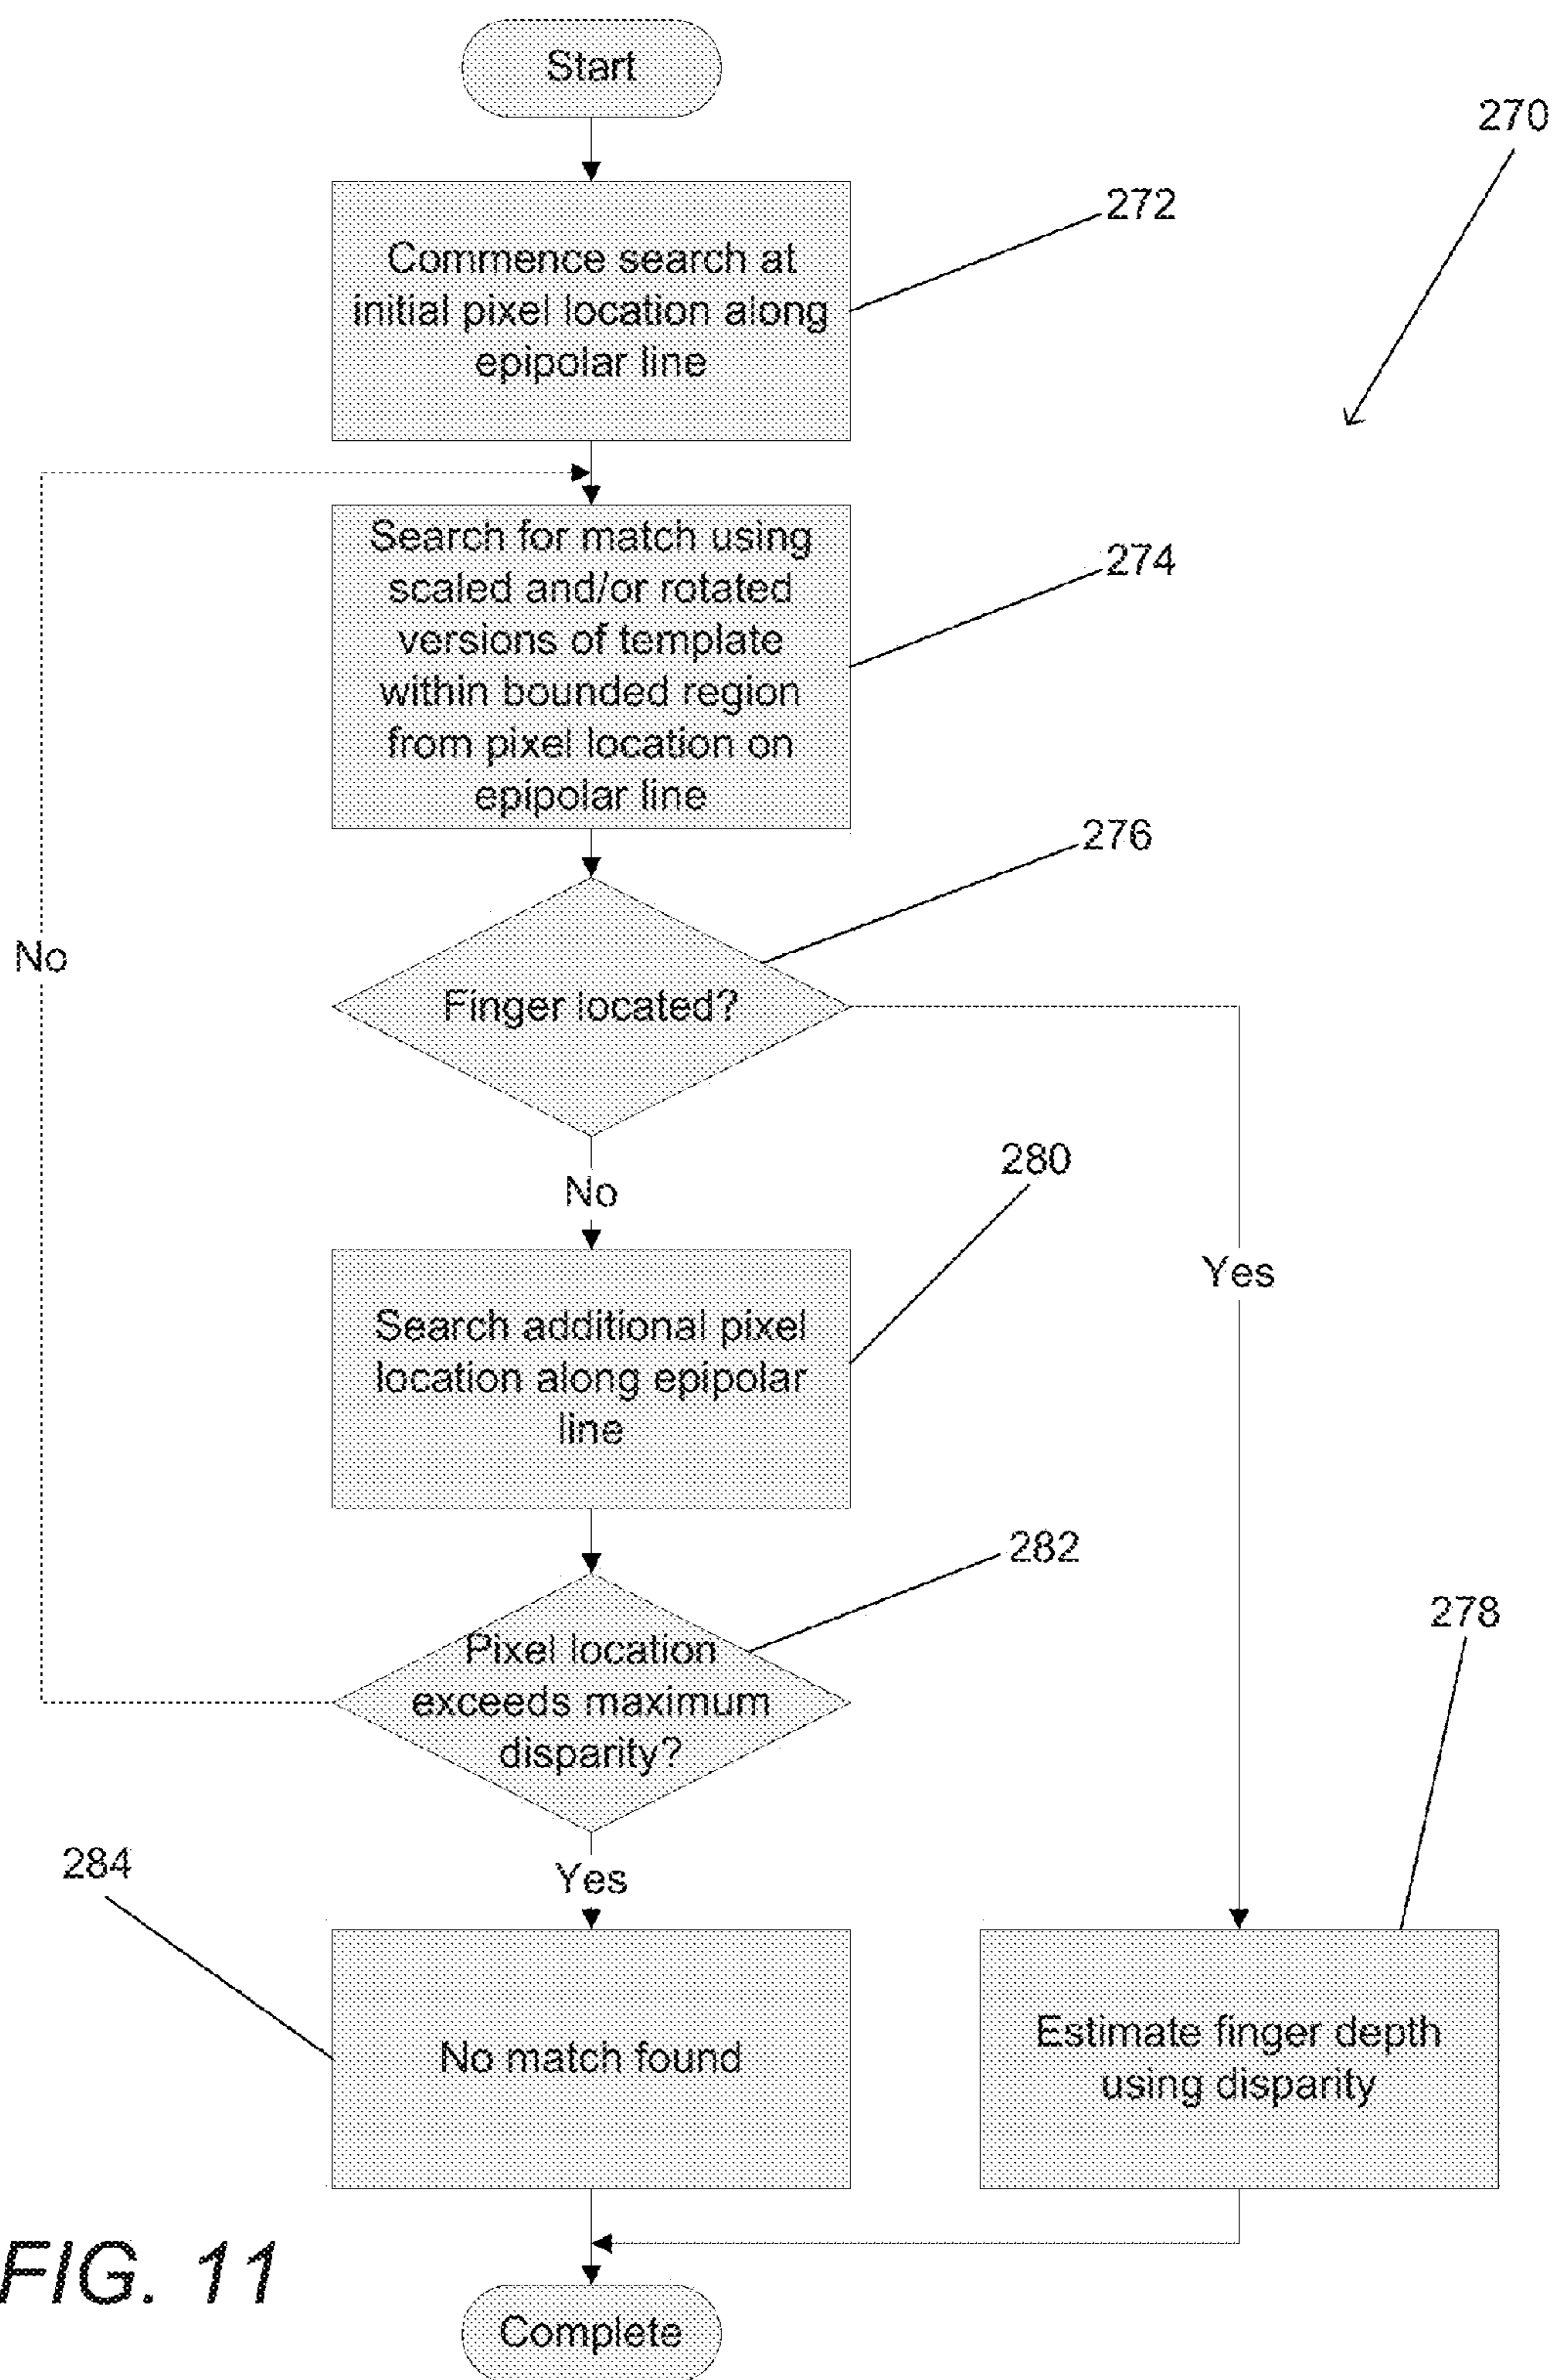 Start
270
272
Commence search at
initial pixel location along
epipolar line
Search for match using
scaled and/or rotated
versions of template
within bounded region
from pixel location on
epipolar line
274
276
No
Finger located?
280
No
Yes
Search additional pixel
location along epipolar
line
282
278
Pixel location
exceeds maximum
disparity?
284
Yes
No match found
Estimate finger depth
using disparity
FIG. 11
Complete